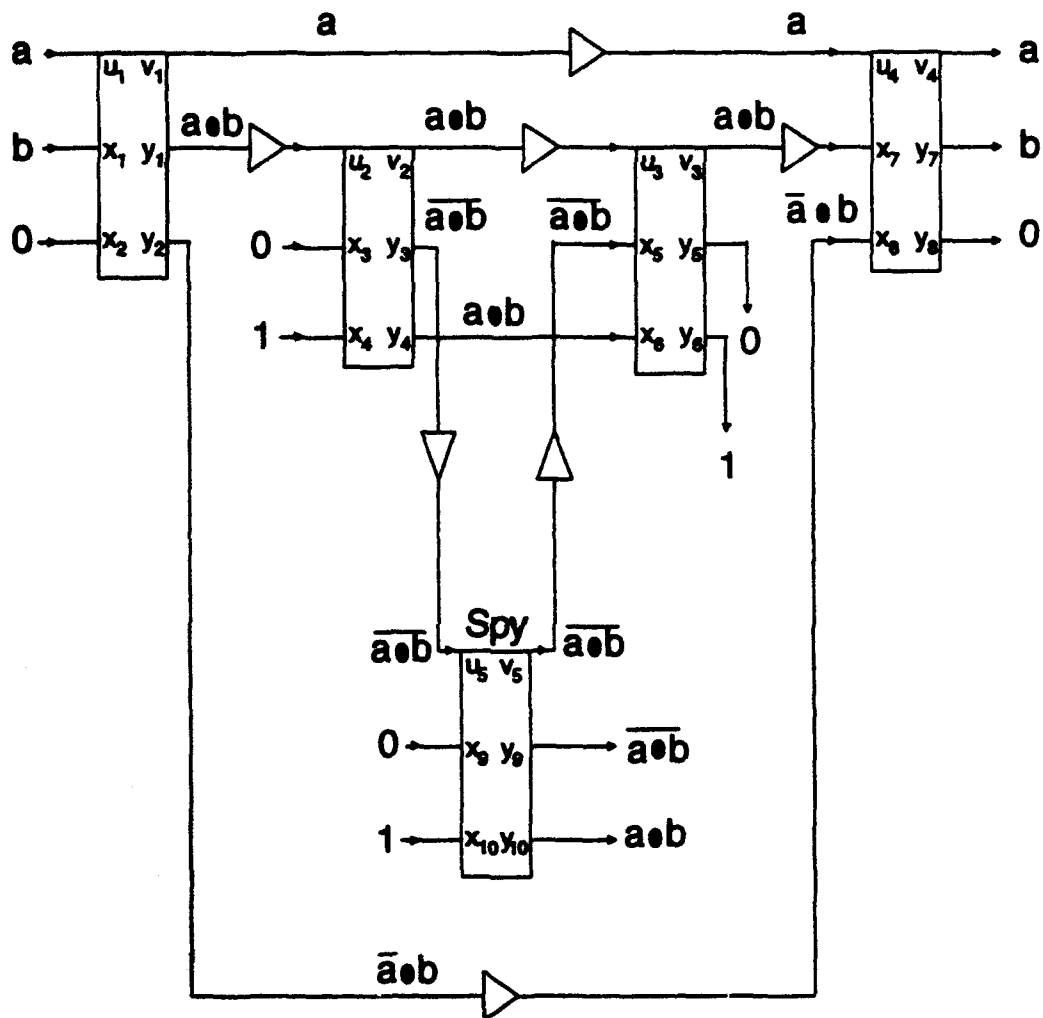 a a
a u₁ v₁ u₄ v₄ a
a●b a●b a●b
b x₁ y₁ u₂ v₂ u₃ v₃ x₇ y₇ b
a̅●̅b̅ a̅●̅b̅ a̅●b
0 x₂ y₂ 0 x₃ y₃ x₅ y₅ x₈ y₈ 0
a●b
1 x₄ y₄ x₆ y₆ 0
1
Spy
a̅●̅b̅ u₅ v₅ a̅●̅b̅
0 x₉ y₉ a̅●̅b̅
1 x₁₀ y₁₀ a●b
a̅●b